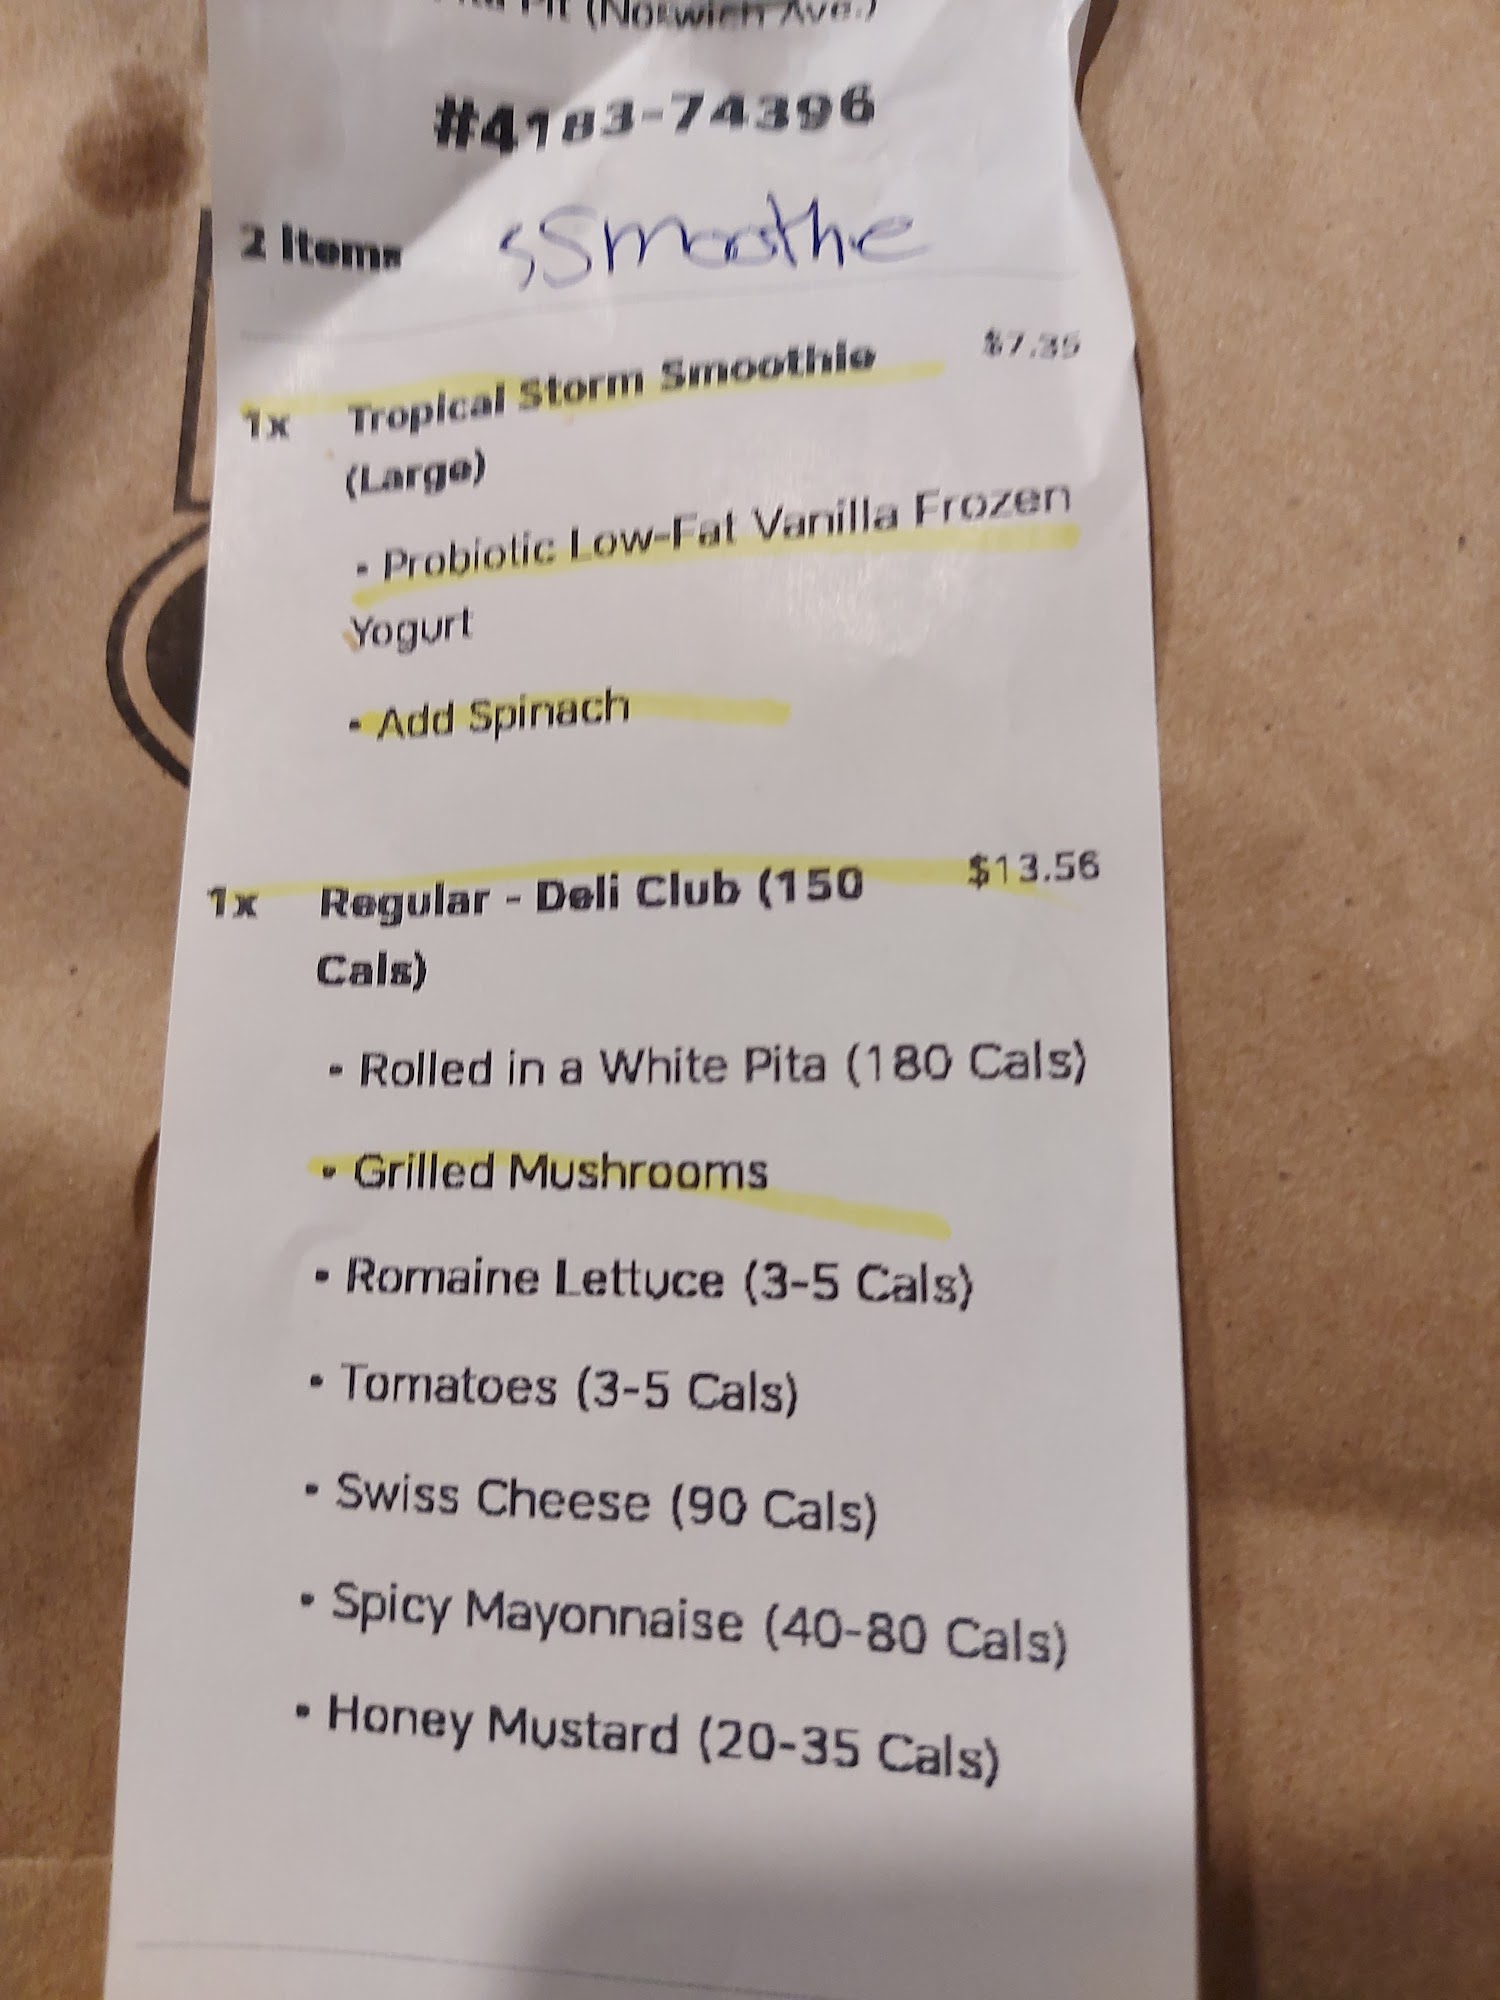 Pit (Norwich Ave.)
#4183-74396
2 Items
sSmoothe
1x Tropical Storm Smoothie $7.35
(Large)
- Probiotic Low-Fat Vanilla Frozen
Yogurt
• Add Spinach
1x Regular - Deli Club (150 $13.56
Cals)
• Rolled in a White Pita (180 Cals)
• Grilled Mushrooms
• Romaine Lettuce (3-5 Cals)
• Tomatoes (3-5 Cals)
• Swiss Cheese (90 Cals)
• Spicy Mayonnaise (40-80 Cals)
• Honey Mustard (20-35 Cals)